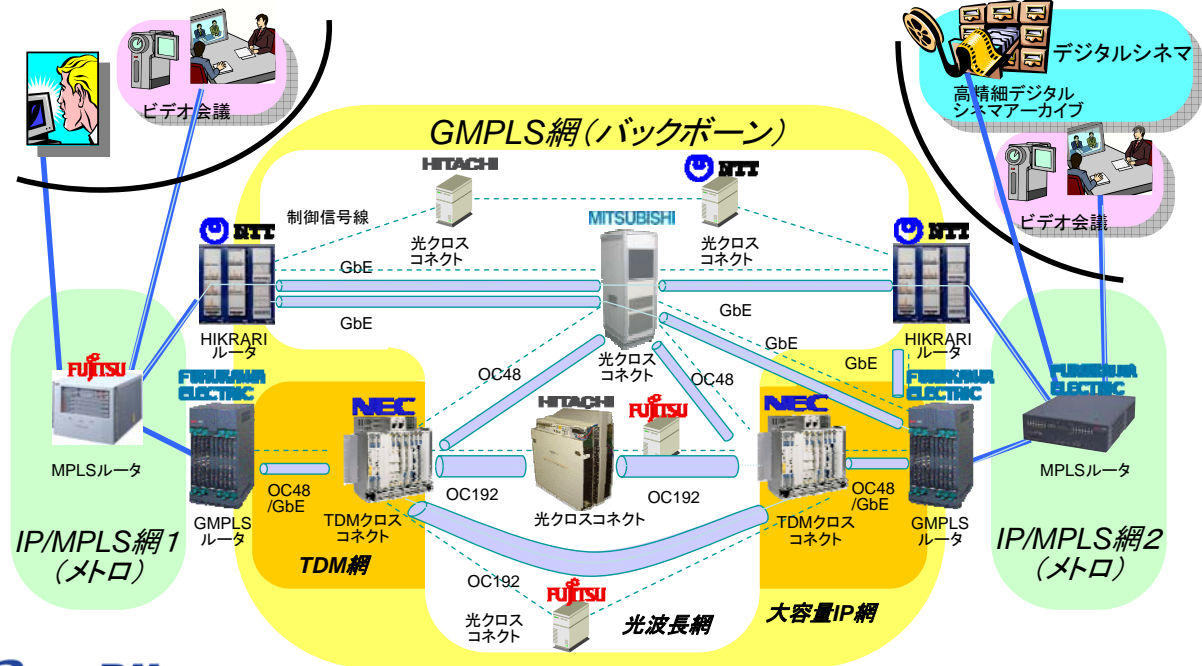 デジタルシネマ
高精細デジタル
シネマアーカイブ
ビデオ会議
ビデオ会議
GMPLS網（バックボーン）
HITACHI
NTT
制御信号線
MITSUBISHI
NTT
NTT
光クロス
コネクト
光クロス
コネクト
GbE
GbE
GbE
GbE
GbE
HIKRARI
ルータ
光クロス
コネクト
HIKRARI
ルータ
FUJITSU
FURUKAWA
ELECTRIC
OC48
OC48
FURUKAWA
ELECTRIC
FURUKAWA
ELECTRIC
NEC
HITACHI
FUJITSU
NEC
MPLSルータ
MPLSルータ
OC48
/GbE
OC192
OC192
OC48
/GbE
GMPLS
ルータ
TDMクロス
コネクト
光クロスコネクト
TDMクロス
コネクト
GMPLS
ルータ
IP/MPLS網１
（メトロ）
IP/MPLS網２
（メトロ）
TDM網
OC192
FUJITSU
光クロス
コネクト
光波長網
大容量IP網